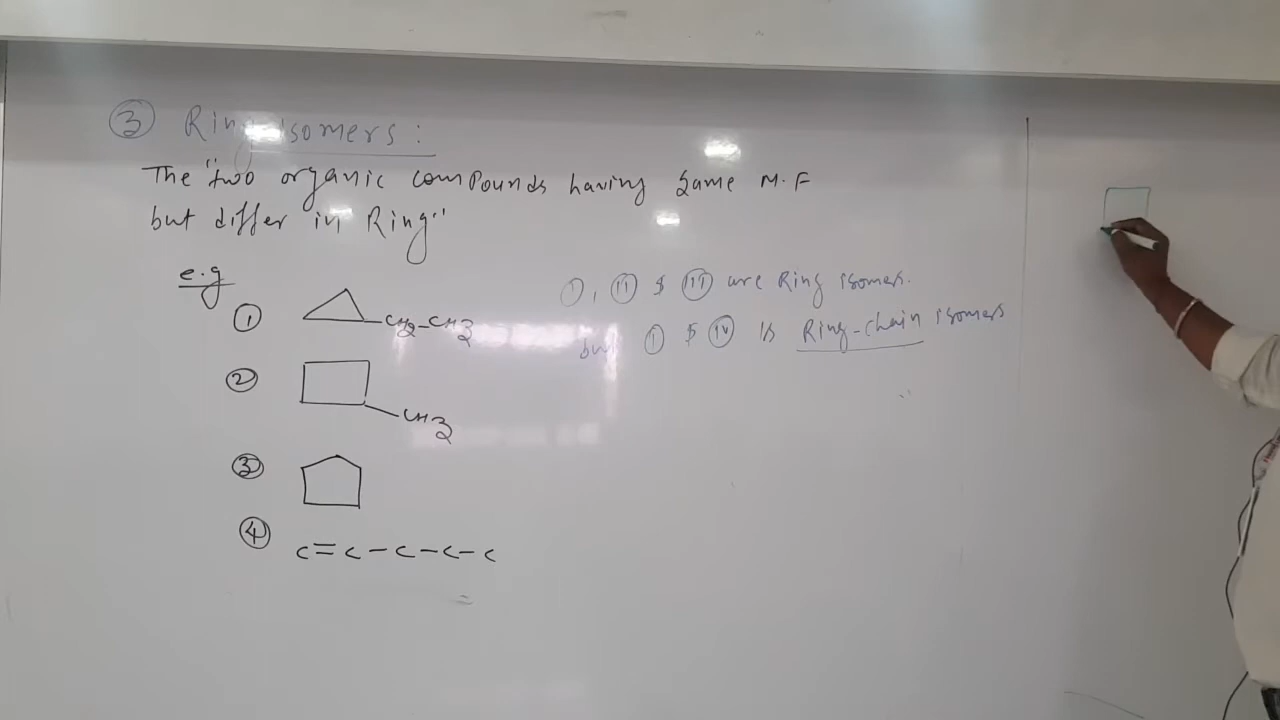 ③ Ring isomers:
The "two organic compounds having same M.F
but differ in Ring"
e.g
① CH2-CH3
② CH3
③
④ C=C-C-C-C
Ⓘ, Ⓘⓘ $ ⒾⒾⒾ are Ring isomer.
but Ⓘ $ ⓘⓥ is Ring-chain isomers